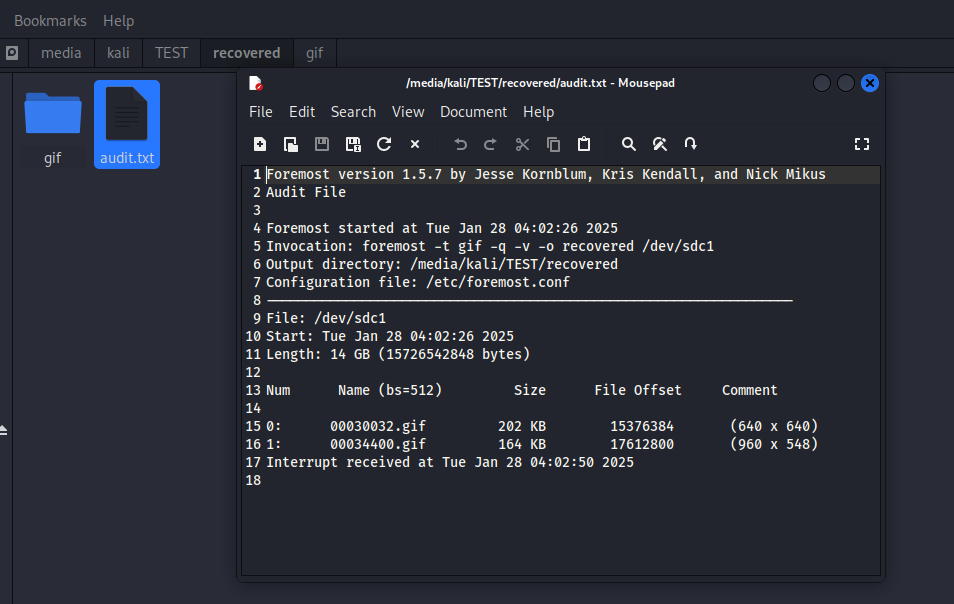 Bookmarks Help
media kali TEST recovered gif
gif
audit.txt
/media/kali/TEST/recovered/audit.txt - Mousepad
File Edit Search View Document Help
1 Foremost version 1.5.7 by Jesse Kornblum, Kris Kendall, and Nick Mikus
2 Audit File
3
4 Foremost started at Tue Jan 28 04:02:26 2025
5 Invocation: foremost -t gif -q -v -o recovered /dev/sdc1
6 Output directory: /media/kali/TEST/recovered
7 Configuration file: /etc/foremost.conf
8 ------------------------------------------------------------------
9 File: /dev/sdc1
10 Start: Tue Jan 28 04:02:26 2025
11 Length: 14 GB (15726542848 bytes)
12
13 Num Name (bs=512) Size File Offset Comment
14
15 0: 00030032.gif 202 KB 15376384 (640 x 640)
16 1: 00034400.gif 164 KB 17612800 (960 x 548)
17 Interrupt received at Tue Jan 28 04:02:50 2025
18